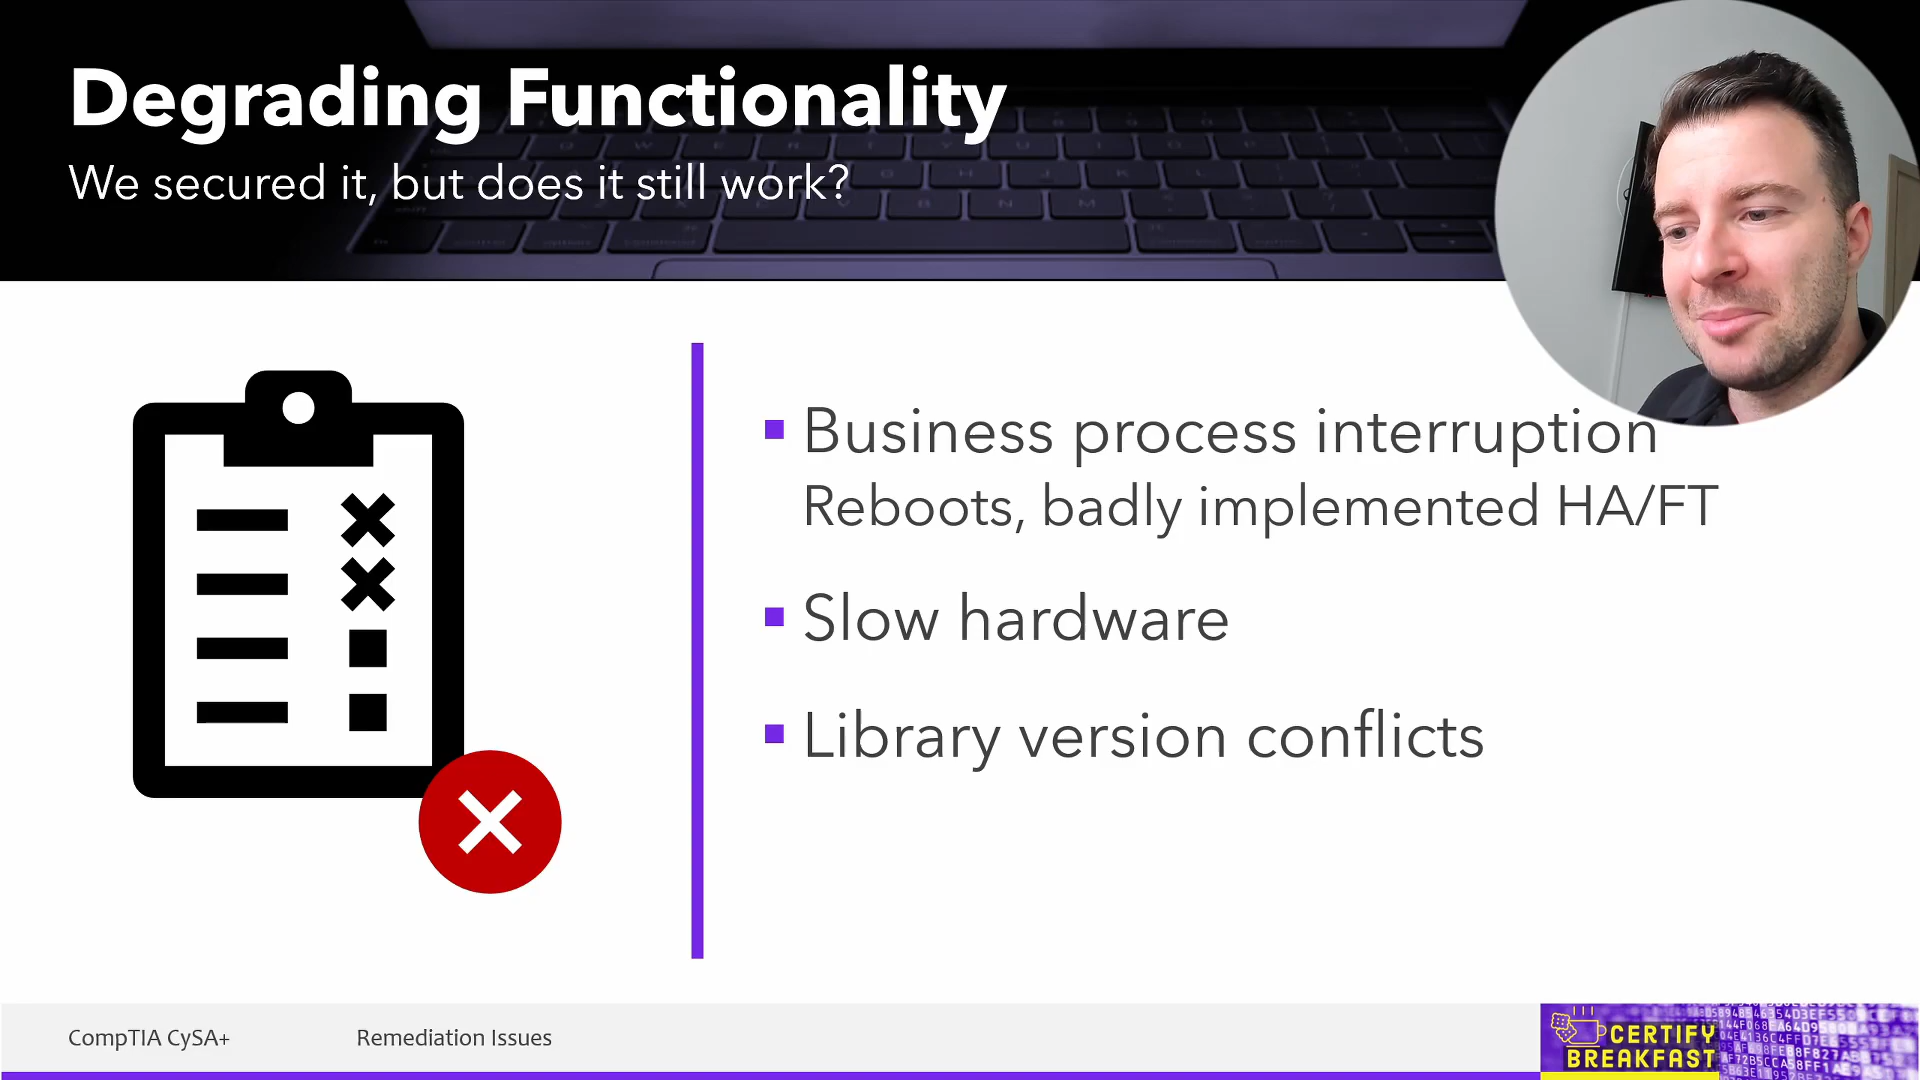 Degrading Functionality
We secured it, but does it still work?
Business process interruption
Reboots, badly implemented HA/FT
Slow hardware
Library version conflicts
CompTIA CySA+
Remediation Issues
CERTIFY
BREAKFAST